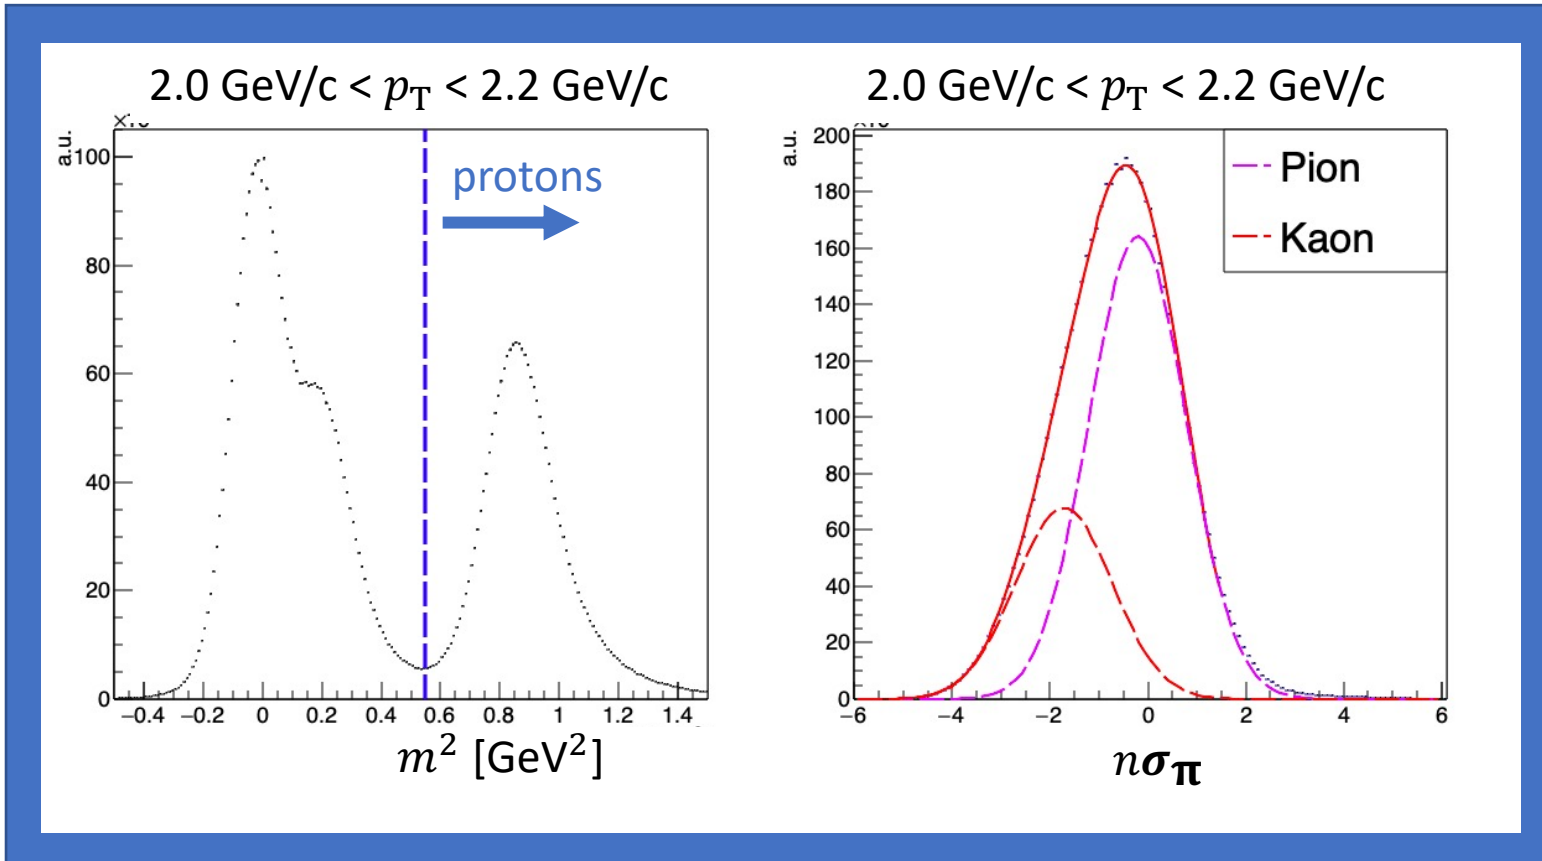 2.0 GeV/c < p_T < 2.2 GeV/c
a.u.
100
80
60
40
20
0
protons
−0.4 −0.2 0 0.2 0.4 0.6 0.8 1 1.2 1.4
m² [GeV²]
2.0 GeV/c < p_T < 2.2 GeV/c
a.u.
200
180
160
140
120
100
80
60
40
20
0
Pion
Kaon
−6 −4 −2 0 2 4 6
nσ_π